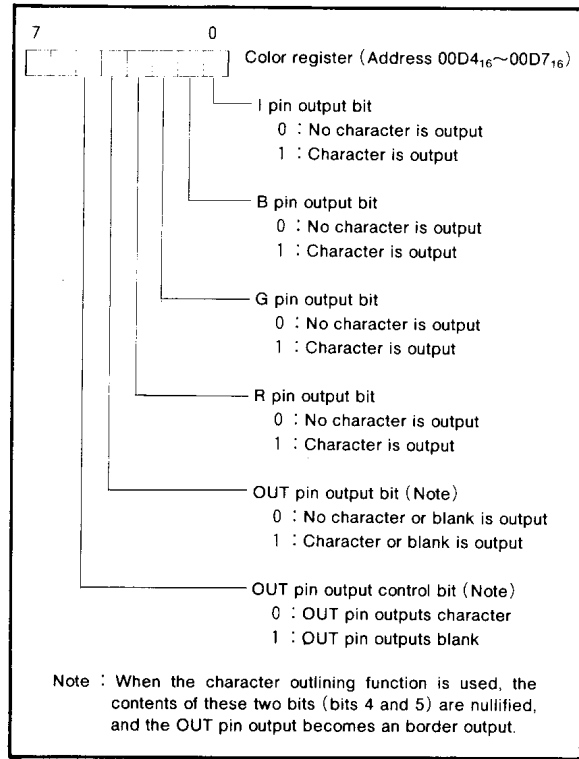 7 0
Color register (Address 00D4₁₆~00D7₁₆)
I pin output bit
0 : No character is output
1 : Character is output
B pin output bit
0 : No character is output
1 : Character is output
G pin output bit
0 : No character is output
1 : Character is output
R pin output bit
0 : No character is output
1 : Character is output
OUT pin output bit (Note)
0 : No character or blank is output
1 : Character or blank is output
OUT pin output control bit (Note)
0 : OUT pin outputs character
1 : OUT pin outputs blank
Note : When the character outlining function is used, the
contents of these two bits (bits 4 and 5) are nullified,
and the OUT pin output becomes an border output.